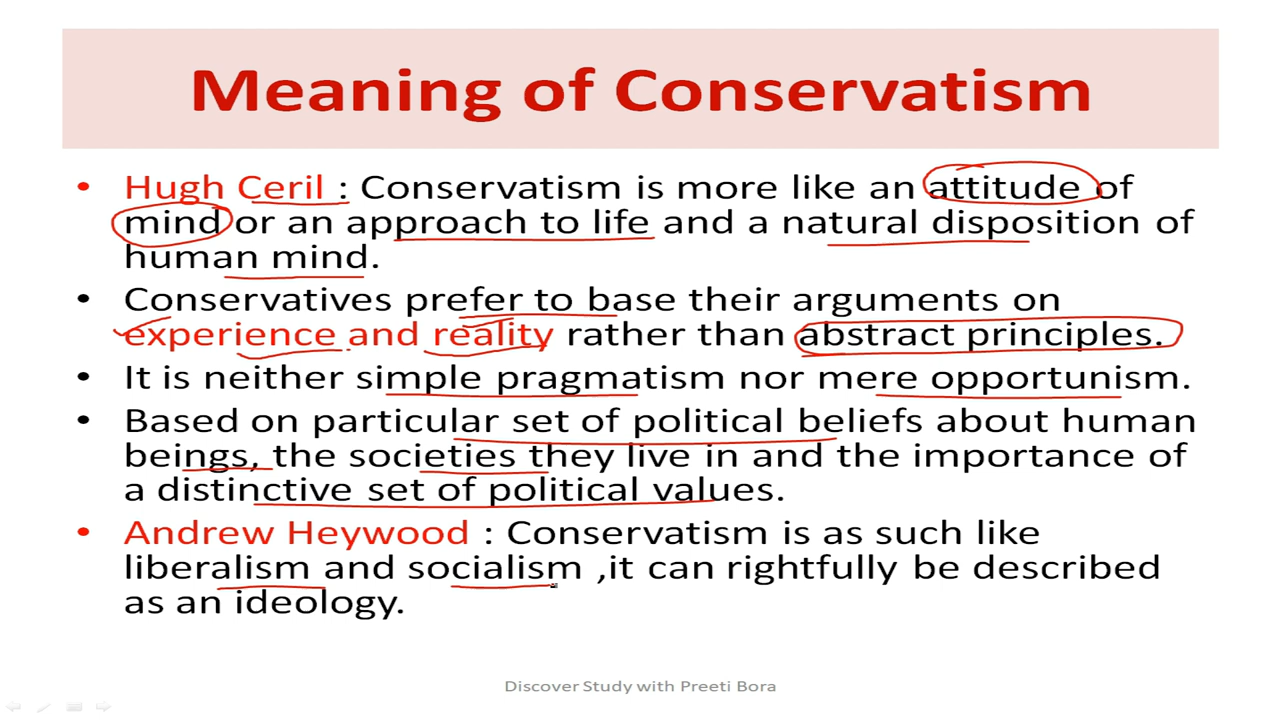 Meaning of Conservatism
• Hugh Ceril : Conservatism is more like an attitude of
mind or an approach to life and a natural disposition of
human mind.
• Conservatives prefer to base their arguments on
experience and reality rather than abstract principles.
• It is neither simple pragmatism nor mere opportunism.
• Based on particular set of political beliefs about human
beings, the societies they live in and the importance of
a distinctive set of political values.
• Andrew Heywood : Conservatism is as such like
liberalism and socialism ,it can rightfully be described
as an ideology.
Discover Study with Preeti Bora